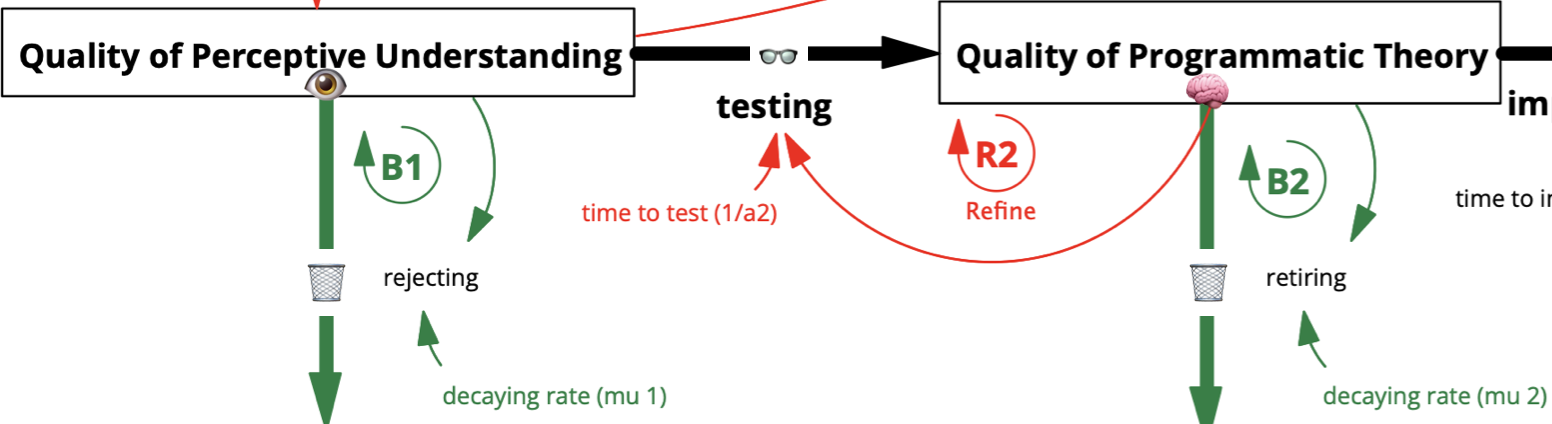 Quality of Perceptive Understanding
Quality of Programmatic Theory
testing
im
B1
R2
B2
Refine
time to test (1/a2)
time to i
rejecting
retiring
decaying rate (mu 1)
decaying rate (mu 2)